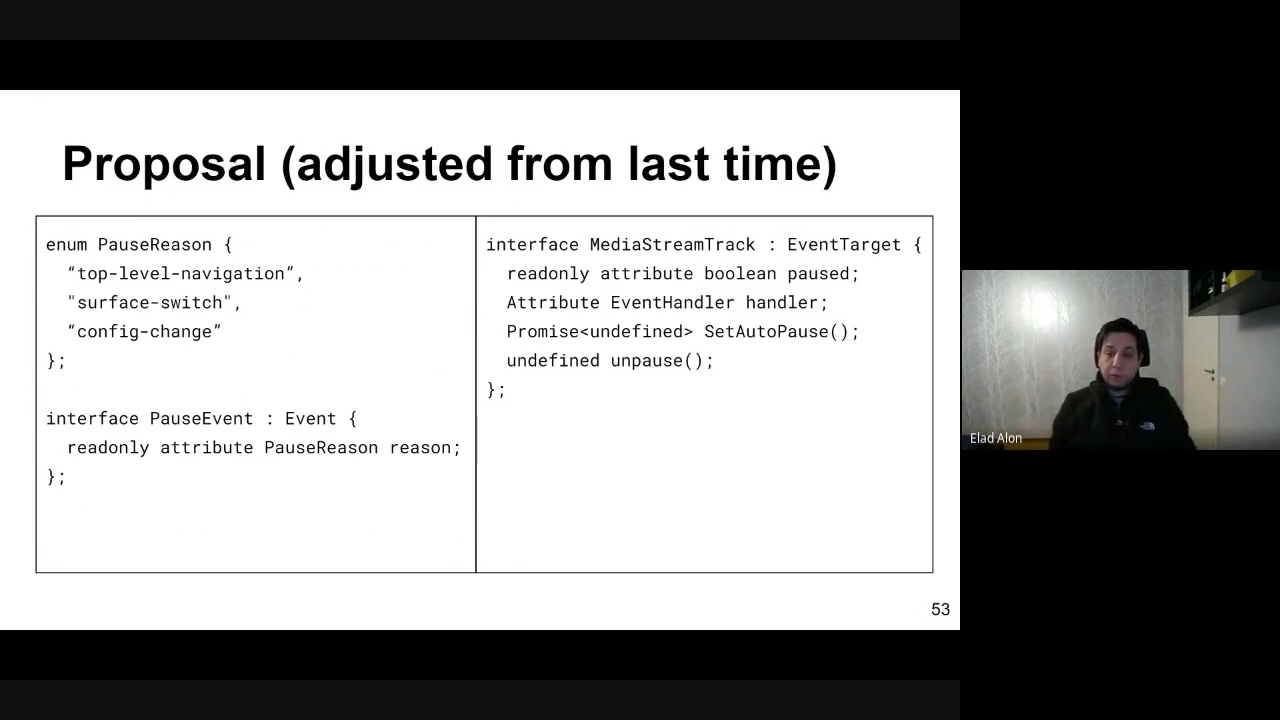 Proposal (adjusted from last time)
enum PauseReason {
“top-level-navigation”,
"surface-switch",
“config-change”
};
interface PauseEvent : Event {
readonly attribute PauseReason reason;
};
interface MediaStreamTrack : EventTarget {
readonly attribute boolean paused;
Attribute EventHandler handler;
Promise<undefined> SetAutoPause();
undefined unpause();
};
53
Elad Alon